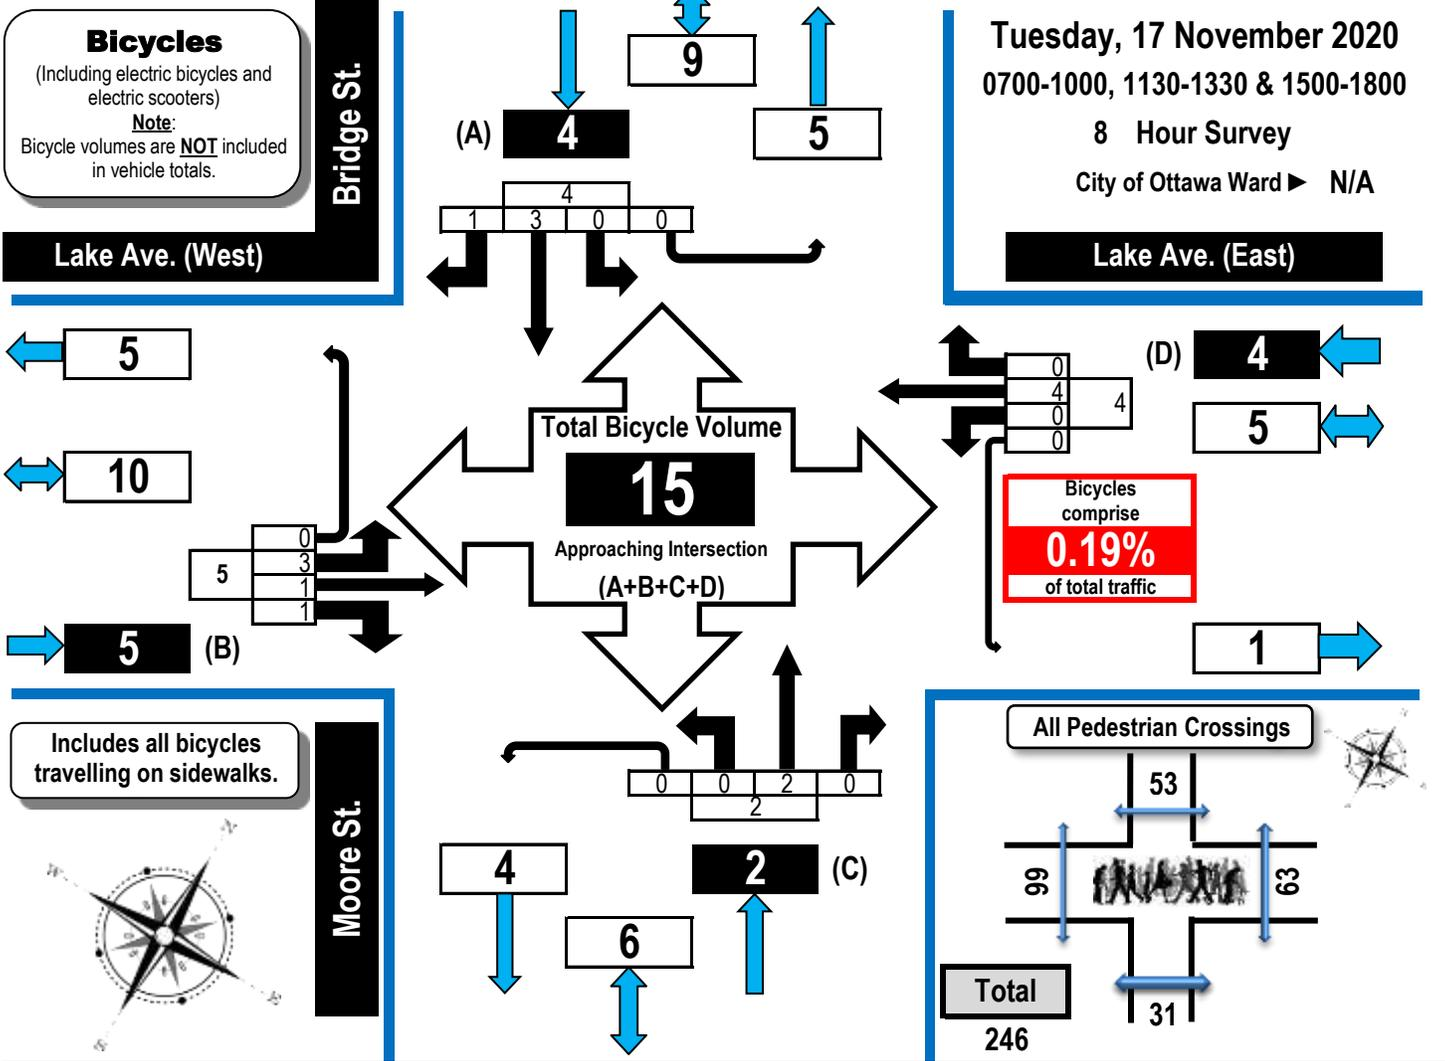 Bicycles
(Including electric bicycles and
electric scooters)
Note:
Bicycle volumes are NOT included
in vehicle totals.
Bridge St.
Lake Ave. (West)
9
(A)
4
5
4
1 3 0 0
Tuesday, 17 November 2020
0700-1000, 1130-1330 & 1500-1800
8 Hour Survey
City of Ottawa Ward ► N/A
Lake Ave. (East)
5
10
0
3
1
1
5
5
(B)
Total Bicycle Volume
15
Approaching Intersection
(A+B+C+D)
0
4
0
0
4
(D)
4
5
Bicycles
comprise
0.19%
of total traffic
1
Includes all bicycles
travelling on sidewalks.
Moore St.
N
W
E
S
0 0 2 0
2
4
2
(C)
6
All Pedestrian Crossings
53
99
63
31
Total
246